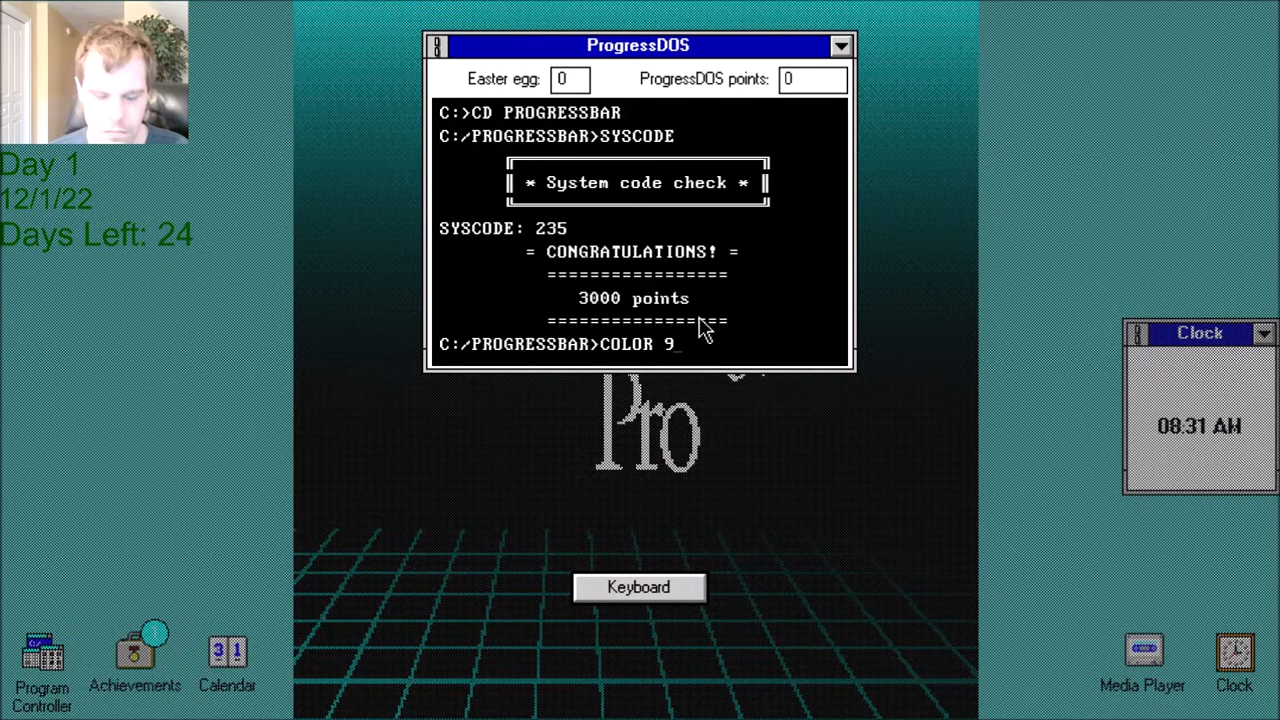 ProgressDOS
Easter egg: 0 ProgressDOS points: 0
C:>CD PROGRESSBAR
C:/PROGRESSBAR>SYSCODE
* System code check *
SYSCODE: 235
= CONGRATULATIONS! =
=================
3000 points
=================
C:/PROGRESSBAR>COLOR 9_
Day 1
12/1/22
Days Left: 24
Clock
08:31 AM
Pro
Keyboard
Program
Controller
Achievements
31
Calendar
Media Player
Clock